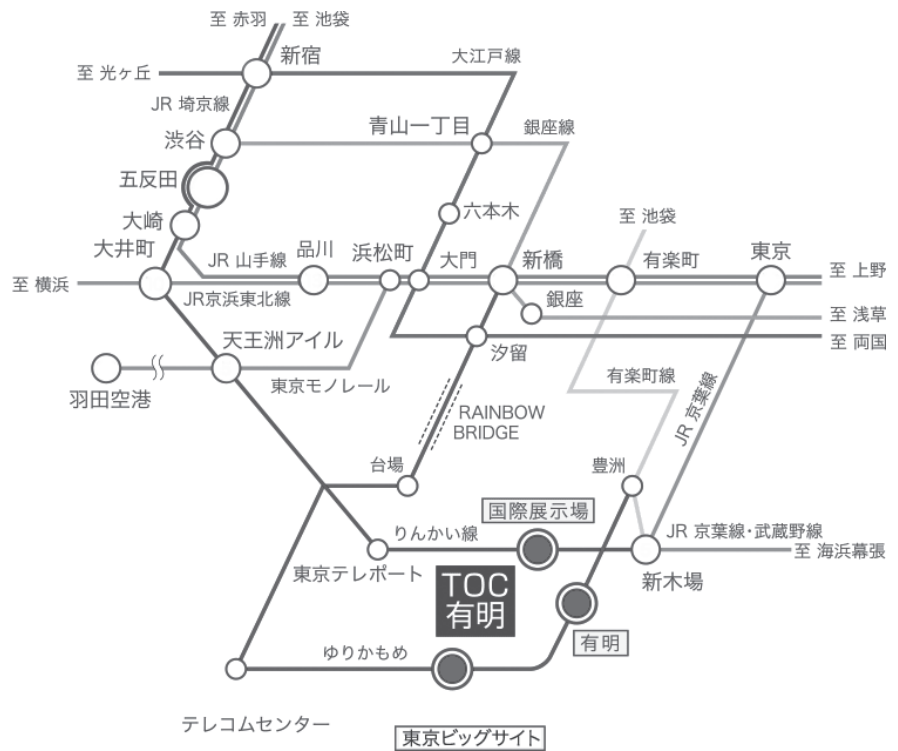 至 赤羽
至 池袋
新宿
大江戸線
至 光ヶ丘
JR 埼京線
青山一丁目
銀座線
渋谷
五反田
六本木
至 池袋
大崎
大井町
JR 山手線
品川
浜松町
大門
新橋
有楽町
東京
至 上野
至 横浜
JR京浜東北線
銀座
至 浅草
天王洲アイル
汐留
至 両国
東京モノレール
有楽町線
羽田空港
JR 京葉線
RAINBOW
BRIDGE
台場
豊洲
国際展示場
りんかい線
JR 京葉線・武蔵野線
至 海浜幕張
東京テレポート
新木場
TOC
有明
有明
ゆりかもめ
テレコムセンター
東京ビッグサイト